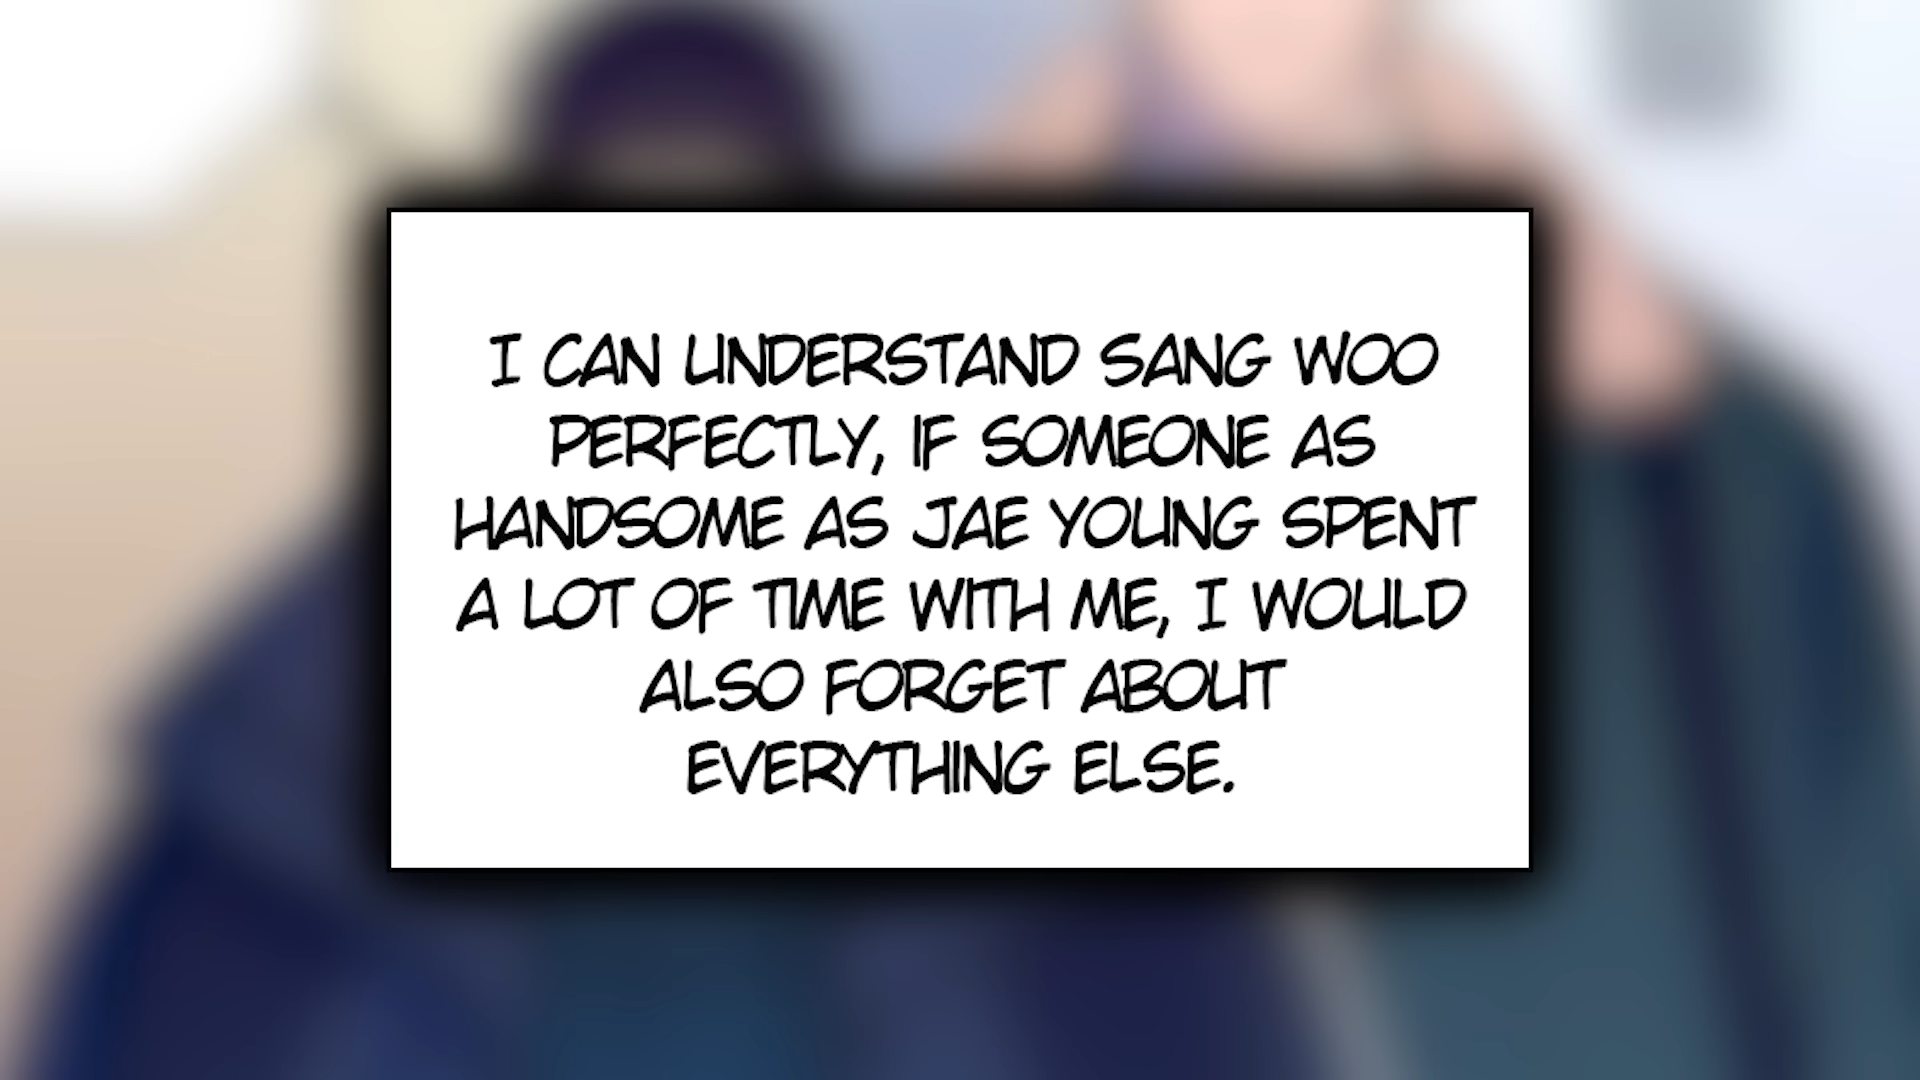 I CAN UNDERSTAND SANG WOO
PERFECTLY, IF SOMEONE AS
HANDSOME AS JAE YOUNG SPENT
A LOT OF TIME WITH ME, I WOULD
ALSO FORGET ABOUT
EVERYTHING ELSE.